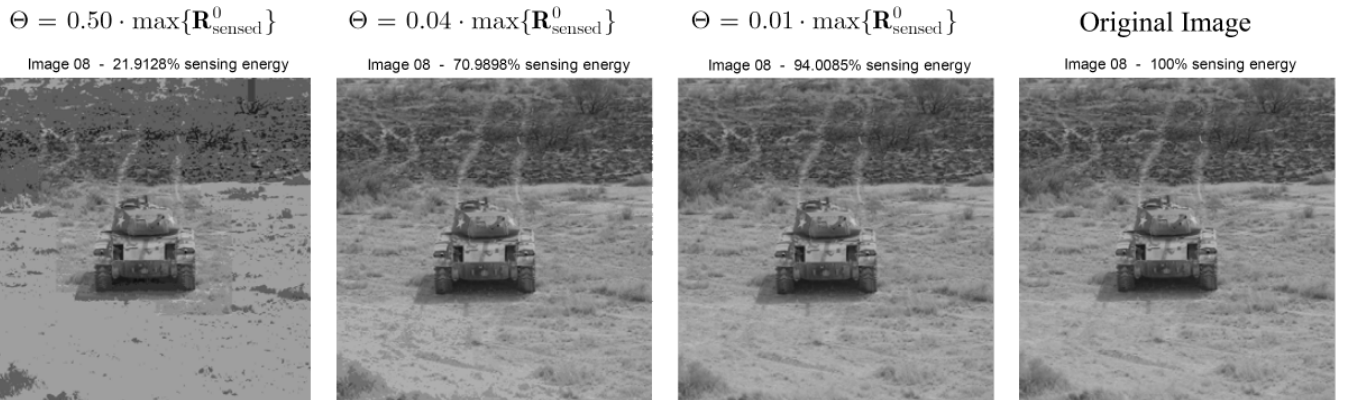 Θ = 0.50 · max{R⁰sensed}
Image 08 - 21.9128% sensing energy
Θ = 0.04 · max{R⁰sensed}
Image 08 - 70.9898% sensing energy
Θ = 0.01 · max{R⁰sensed}
Image 08 - 94.0085% sensing energy
Original Image
Image 08 - 100% sensing energy